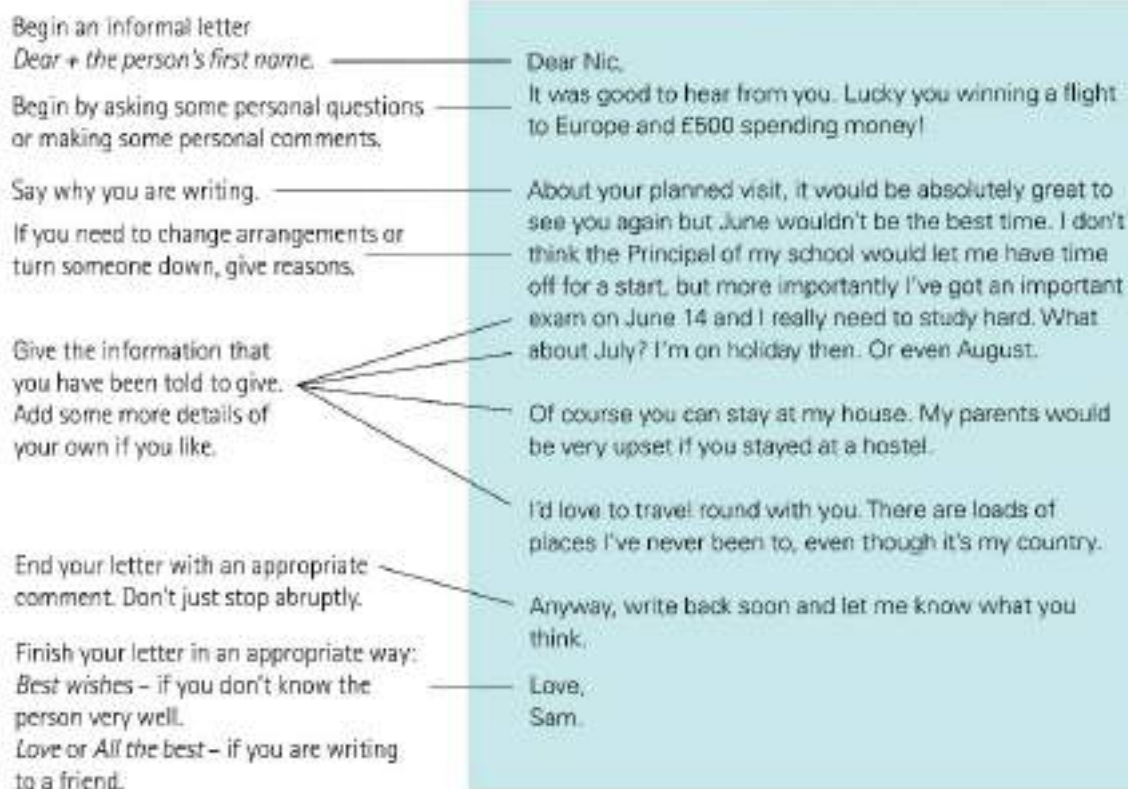 Begin an informal letter
Dear + the person's first name.
Begin by asking some personal questions
or making some personal comments.
Say why you are writing.
If you need to change arrangements or
turn someone down, give reasons.
Give the information that
you have been told to give.
Add some more details of
your own if you like.
End your letter with an appropriate
comment. Don't just stop abruptly.
Finish your letter in an appropriate way:
Best wishes – if you don't know the
person very well.
Love or All the best – if you are writing
to a friend.
Dear Nic,
It was good to hear from you. Lucky you winning a flight
to Europe and £500 spending money!
About your planned visit, it would be absolutely great to
see you again but June wouldn't be the best time. I don't
think the Principal of my school would let me have time
off for a start, but more importantly I've got an important
exam on June 14 and I really need to study hard. What
about July? I'm on holiday then. Or even August.
Of course you can stay at my house. My parents would
be very upset if you stayed at a hostel.
I'd love to travel round with you. There are loads of
places I've never been to, even though it's my country.
Anyway, write back soon and let me know what you
think.
Love,
Sam.